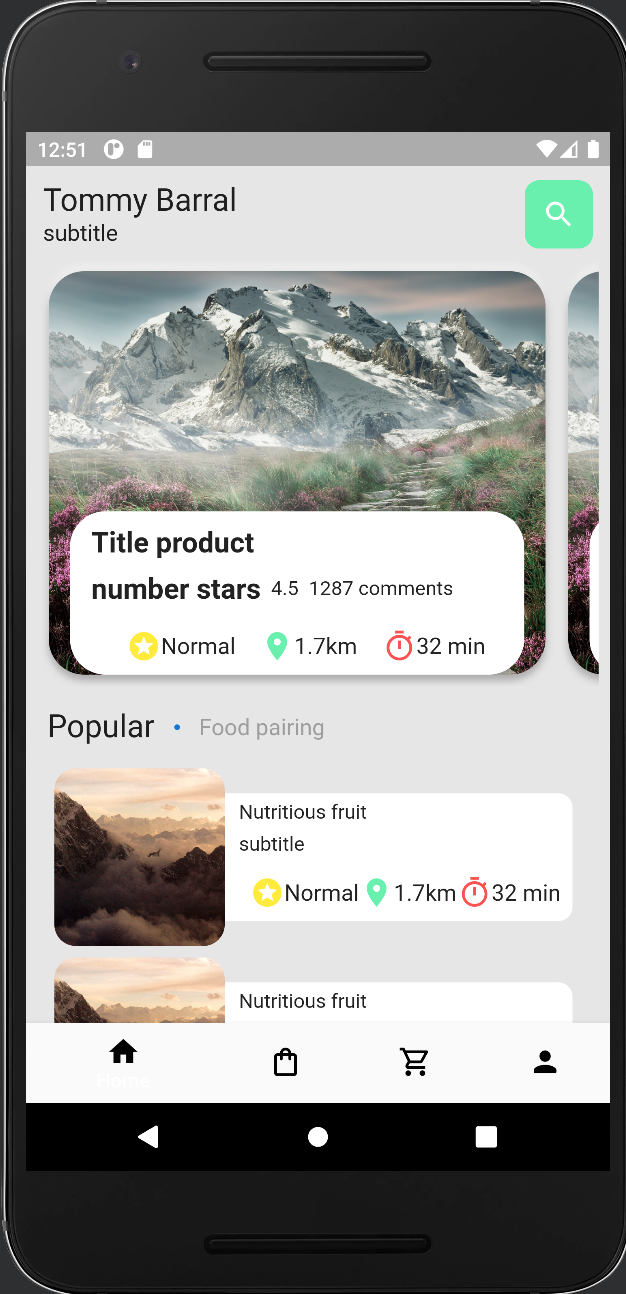 12:51
Tommy Barral
subtitle
Title product
number stars 4.5 1287 comments
Normal 1.7km 32 min
Popular • Food pairing
Nutritious fruit
subtitle
Normal 1.7km 32 min
Nutritious fruit
Home